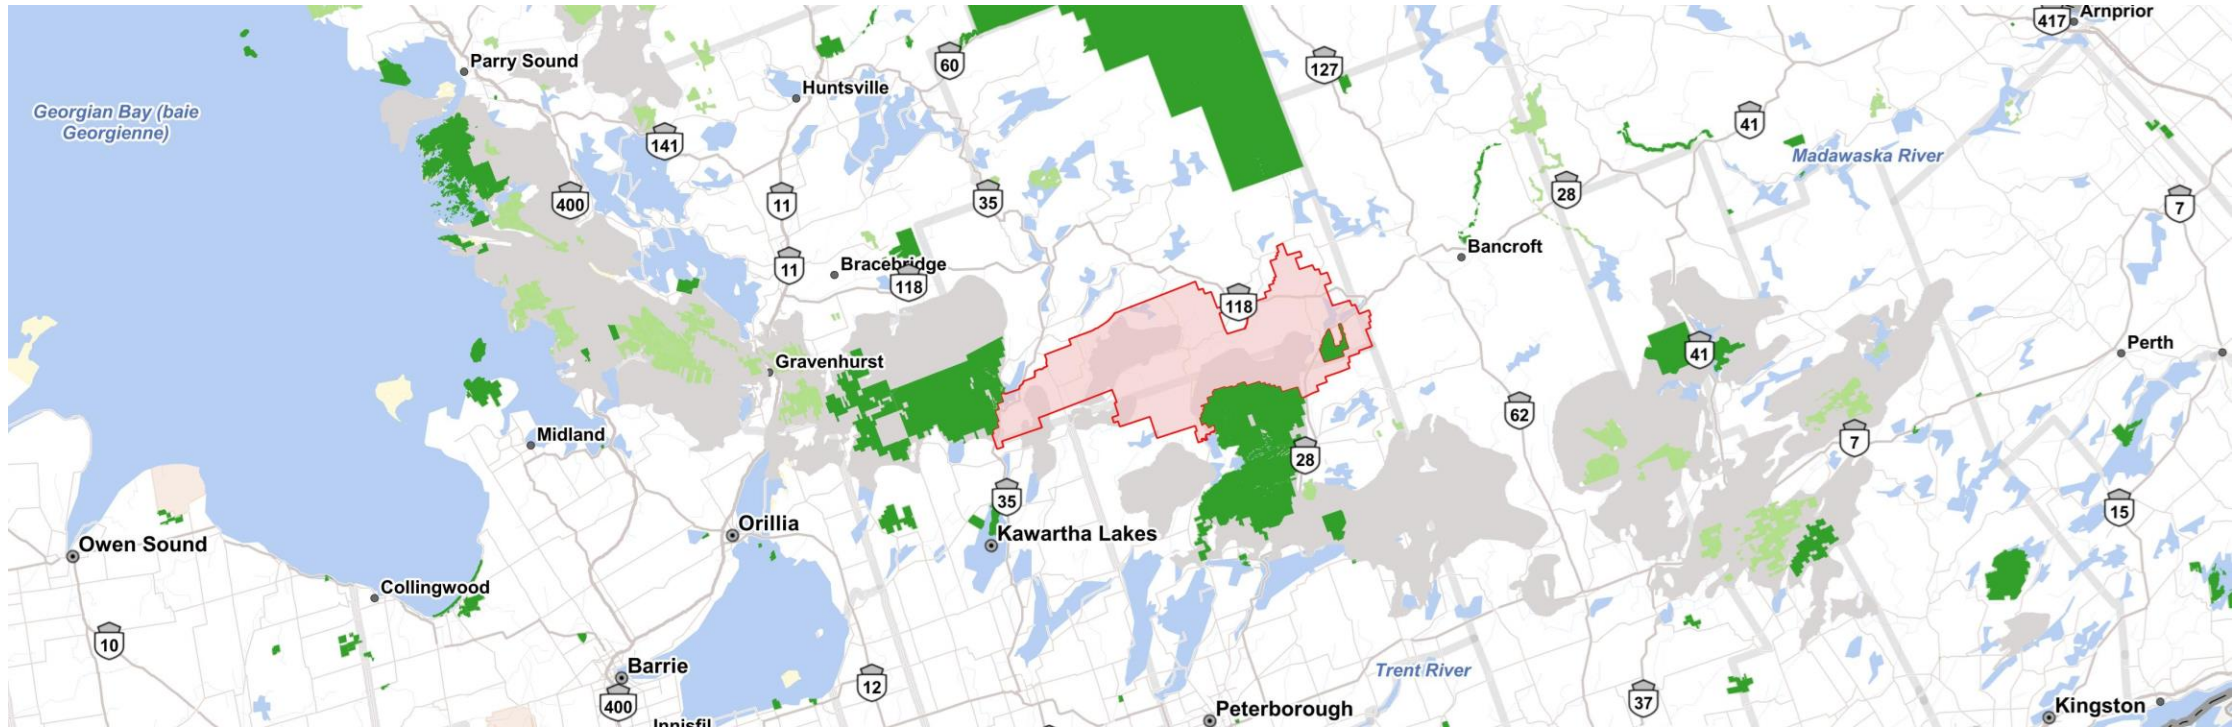 417
Arnprior
Parry Sound
60
127
Huntsville
Georgian Bay (baie
Georgienne)
41
141
Madawaska River
400
11
35
28
7
Bancroft
11
Bracebridge
118
118
Gravenhurst
41
Perth
62
Midland
7
28
35
15
Orillia
Kawartha Lakes
Owen Sound
Collingwood
10
Barrie
Trent River
12
37
400
Peterborough
Kingston
Innisfil